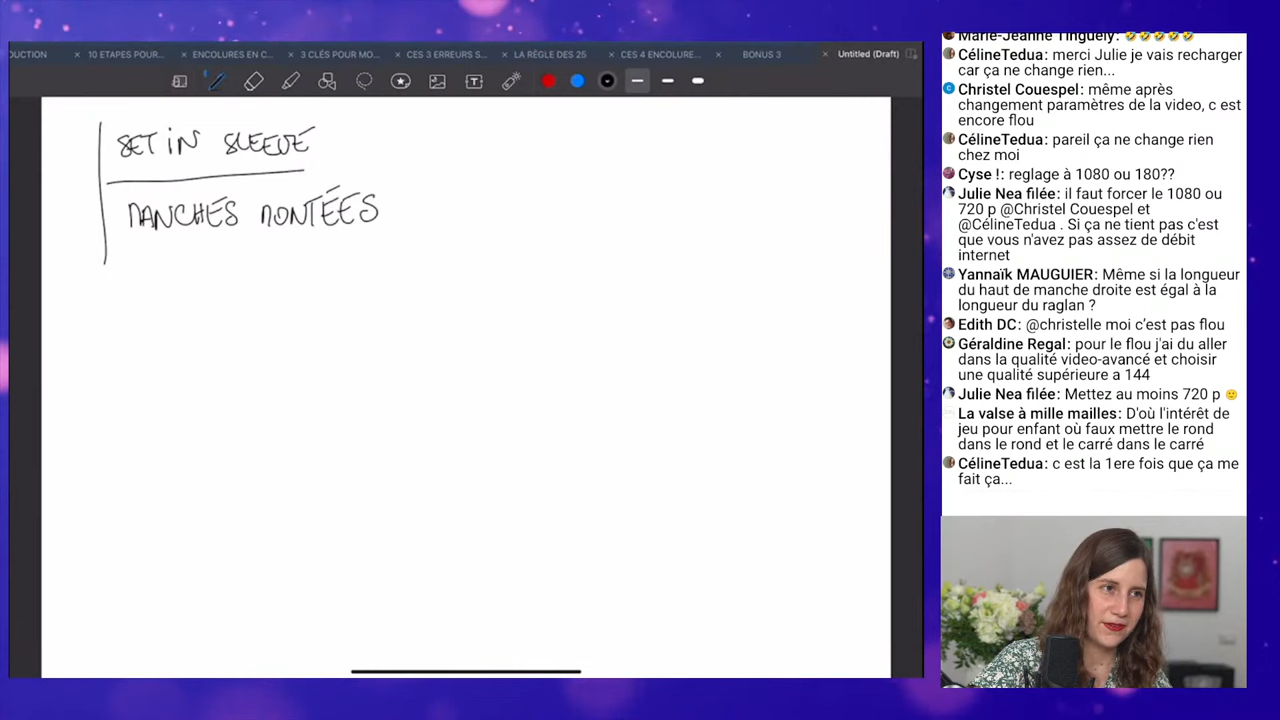 DUCTION
10 ETAPES POUR...
ENCOLURES EN C...
3 CLÉS POUR MO...
CES 3 ERREURS S...
LA RÈGLE DES 25
CES 4 ENCOLURE...
BONUS 3
Untitled (Draft)
SET IN SLEEVE
MANCHES MONTÉES
Marie-Jeanne Tinguely: 🤣🤣🤣🤣🤣
CélineTedua: merci Julie je vais recharger
car ça ne change rien...
Christel Couespel: même après
changement paramètres de la video, c est
encore flou
CélineTedua: pareil ça ne change rien
chez moi
Cyse !: reglage à 1080 ou 180??
Julie Nea filée: il faut forcer le 1080 ou
720 p @Christel Couespel et
@CélineTedua . Si ça ne tient pas c'est
que vous n'avez pas assez de débit
internet
Yannaïk MAUGUIER: Même si la longueur
du haut de manche droite est égal à la
longueur du raglan ?
Edith DC: @christelle moi c'est pas flou
Géraldine Regal: pour le flou j'ai du aller
dans la qualité video-avancé et choisir
une qualité supérieure a 144
Julie Nea filée: Mettez au moins 720 p 🙂
La valse à mille mailles: D'où l'intérêt de
jeu pour enfant où faux mettre le rond
dans le rond et le carré dans le carré
CélineTedua: c est la 1ere fois que ça me
fait ça...